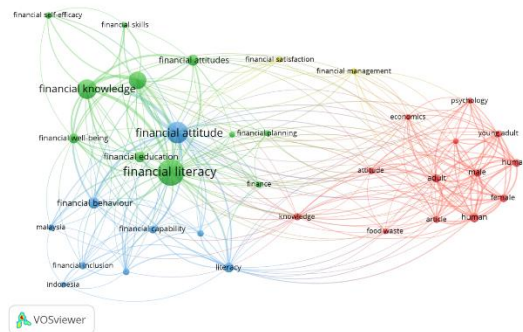 financial self-efficacy
financial skills
financial attitudes
financial satisfaction
financial management
financial knowledge
psychology
economics
financial attitude
financial planning
young adult
financial well-being
financial education
financial literacy
attitude
adult
male
human
finance
female
financial behaviour
knowledge
article
human
malaysia
financial capability
food waste
financial inclusion
literacy
indonesia
VOSviewer